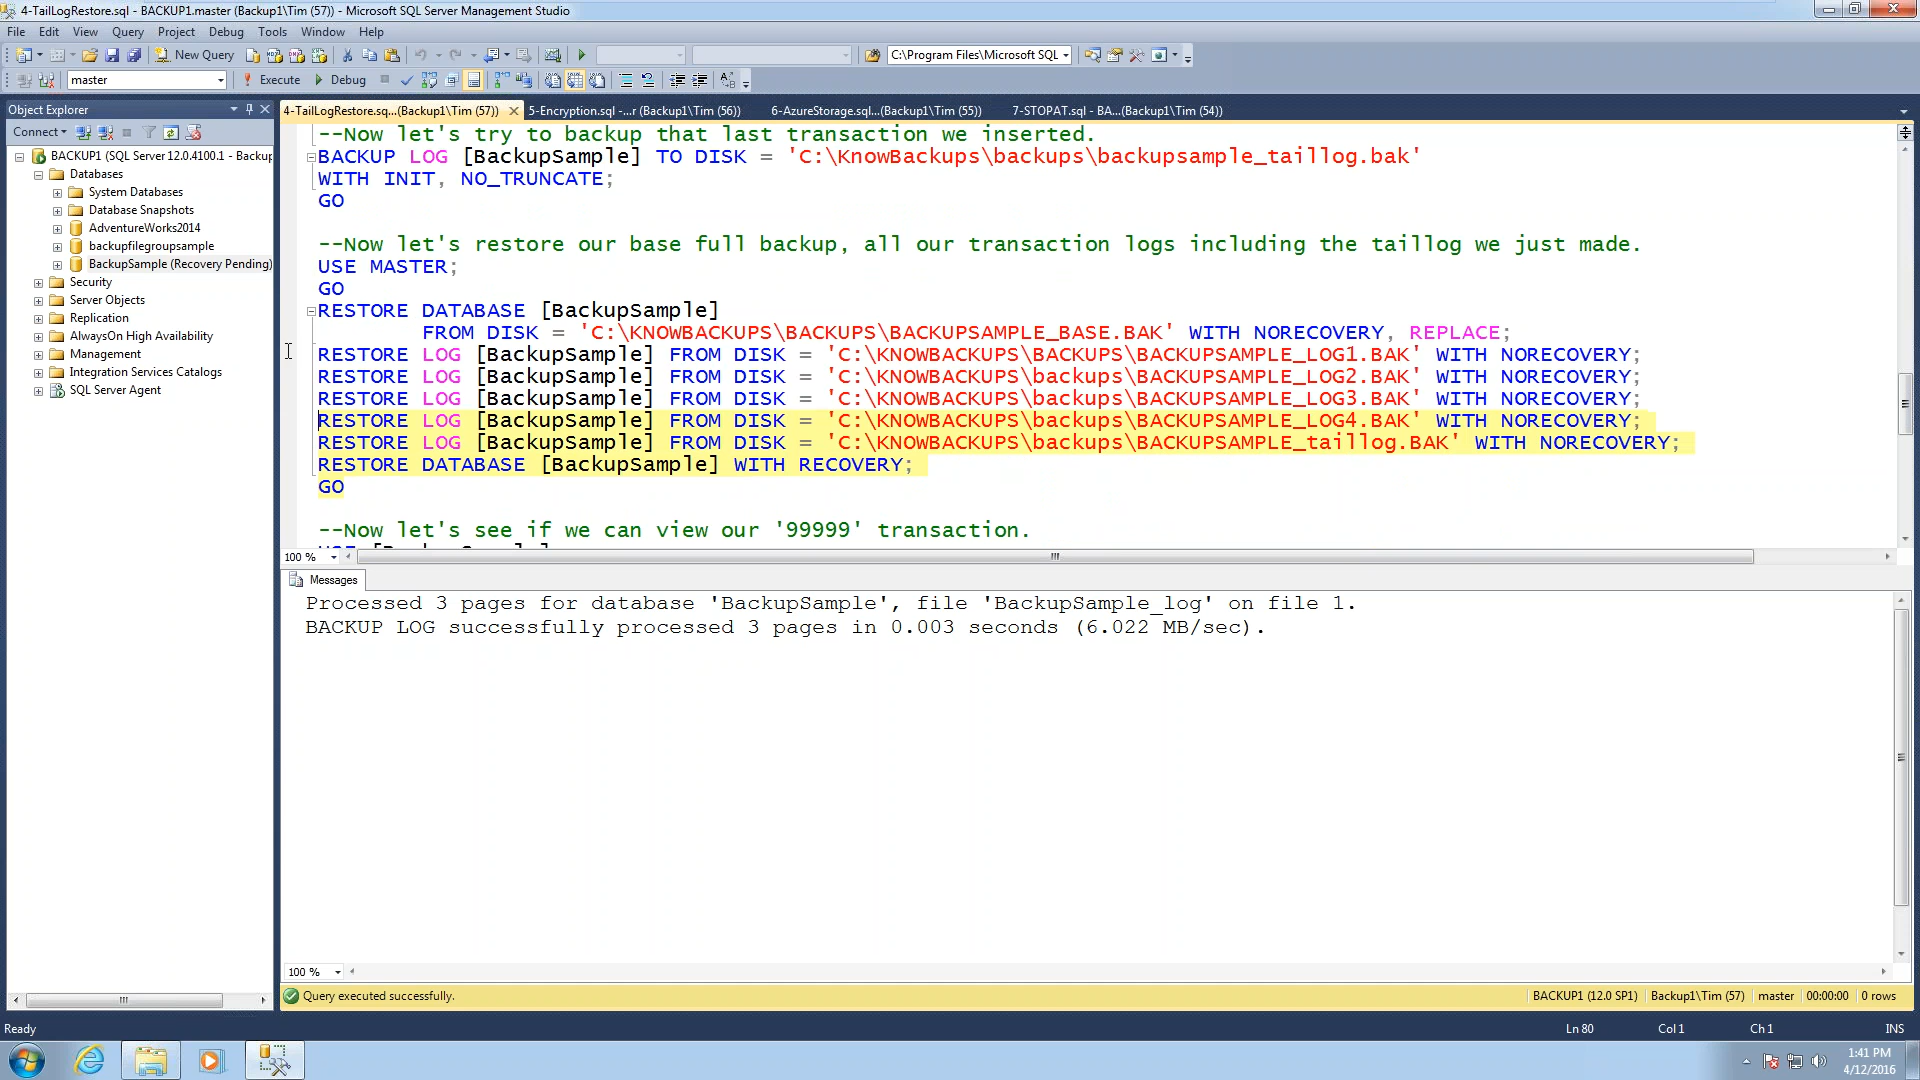 4-TailLogRestore.sql - BACKUP1.master (Backup1\Tim (57)) - Microsoft SQL Server Management Studio
File Edit View Query Project Debug Tools Window Help
New Query C:\Program Files\Microsoft SQL
master Execute Debug
Object Explorer
Connect
BACKUP1 (SQL Server 12.0.4100.1 - Backup
Databases
System Databases
Database Snapshots
AdventureWorks2014
backupfilegroupsample
BackupSample (Recovery Pending)
Security
Server Objects
Replication
AlwaysOn High Availability
Management
Integration Services Catalogs
SQL Server Agent
4-TailLogRestore.sq...(Backup1\Tim (57)) 5-Encryption.sql -...r (Backup1\Tim (56)) 6-AzureStorage.sql...(Backup1\Tim (55)) 7-STOPAT.sql - BA...(Backup1\Tim (54))
--Now let's try to backup that last transaction we inserted.
BACKUP LOG [BackupSample] TO DISK = 'C:\KnowBackups\backups\backupsample_taillog.bak'
WITH INIT, NO_TRUNCATE;
GO
--Now let's restore our base full backup, all our transaction logs including the taillog we just made.
USE MASTER;
GO
RESTORE DATABASE [BackupSample]
FROM DISK = 'C:\KNOWBACKUPS\BACKUPS\BACKUPSAMPLE_BASE.BAK' WITH NORECOVERY, REPLACE;
RESTORE LOG [BackupSample] FROM DISK = 'C:\KNOWBACKUPS\BACKUPS\BACKUPSAMPLE_LOG1.BAK' WITH NORECOVERY;
RESTORE LOG [BackupSample] FROM DISK = 'C:\KNOWBACKUPS\backups\BACKUPSAMPLE_LOG2.BAK' WITH NORECOVERY;
RESTORE LOG [BackupSample] FROM DISK = 'C:\KNOWBACKUPS\backups\BACKUPSAMPLE_LOG3.BAK' WITH NORECOVERY;
RESTORE LOG [BackupSample] FROM DISK = 'C:\KNOWBACKUPS\backups\BACKUPSAMPLE_LOG4.BAK' WITH NORECOVERY;
RESTORE LOG [BackupSample] FROM DISK = 'C:\KNOWBACKUPS\backups\BACKUPSAMPLE_taillog.BAK' WITH NORECOVERY;
RESTORE DATABASE [BackupSample] WITH RECOVERY;
GO
--Now let's see if we can view our '99999' transaction.
100 %
Messages
Processed 3 pages for database 'BackupSample', file 'BackupSample_log' on file 1.
BACKUP LOG successfully processed 3 pages in 0.003 seconds (6.022 MB/sec).
100 %
Query executed successfully. BACKUP1 (12.0 SP1) Backup1\Tim (57) master 00:00:00 0 rows
Ready Ln 80 Col 1 Ch 1 INS
1:41 PM
4/12/2016